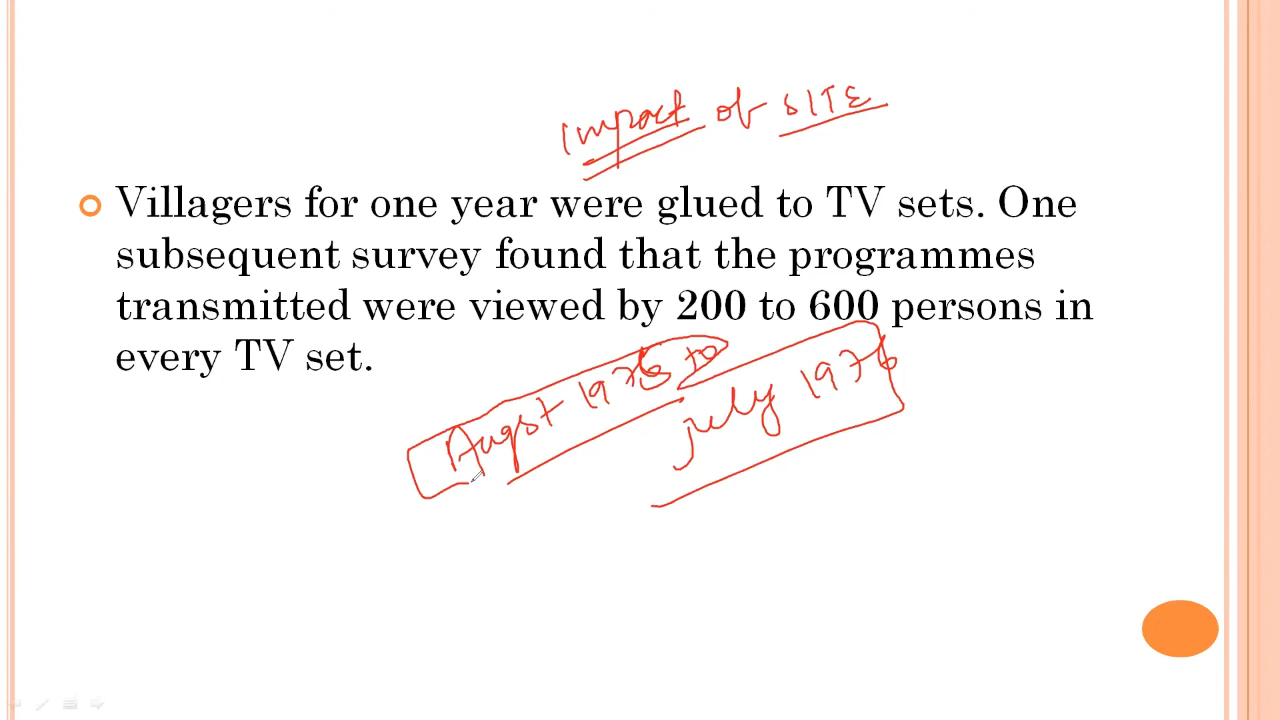 Impact of SITE
Villagers for one year were glued to TV sets. One
subsequent survey found that the programmes
transmitted were viewed by 200 to 600 persons in
every TV set.
Augst 1975 to
july 1976